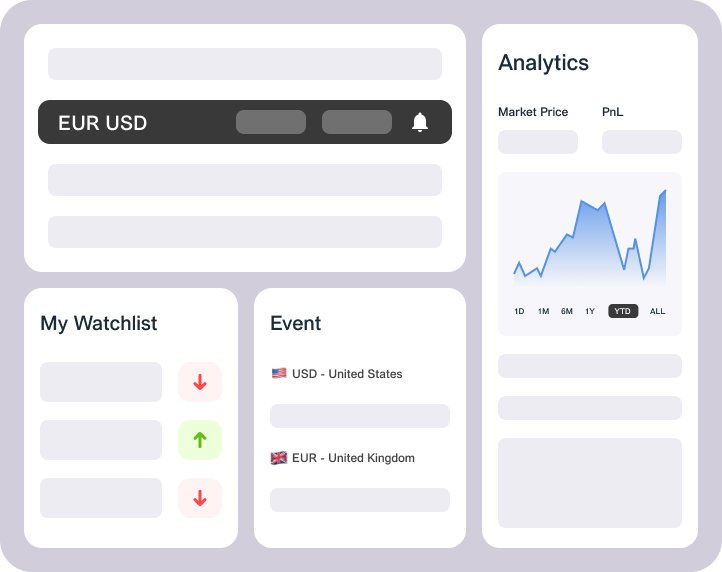 EUR USD
My Watchlist
Event
USD - United States
EUR - United Kingdom
Analytics
Market Price PnL
1D 1M 6M 1Y YTD ALL